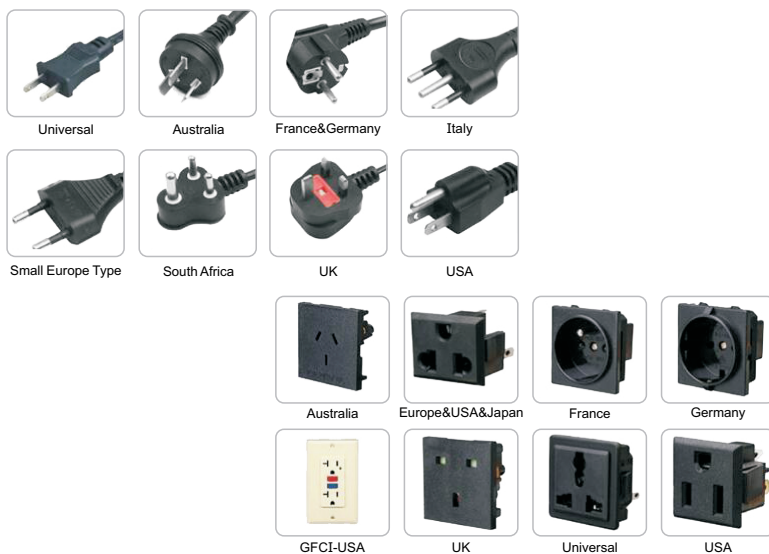 Universal
Australia
France&Germany
Italy
Small Europe Type
South Africa
UK
USA
Australia
Europe&USA&Japan
France
Germany
GFCI-USA
UK
Universal
USA